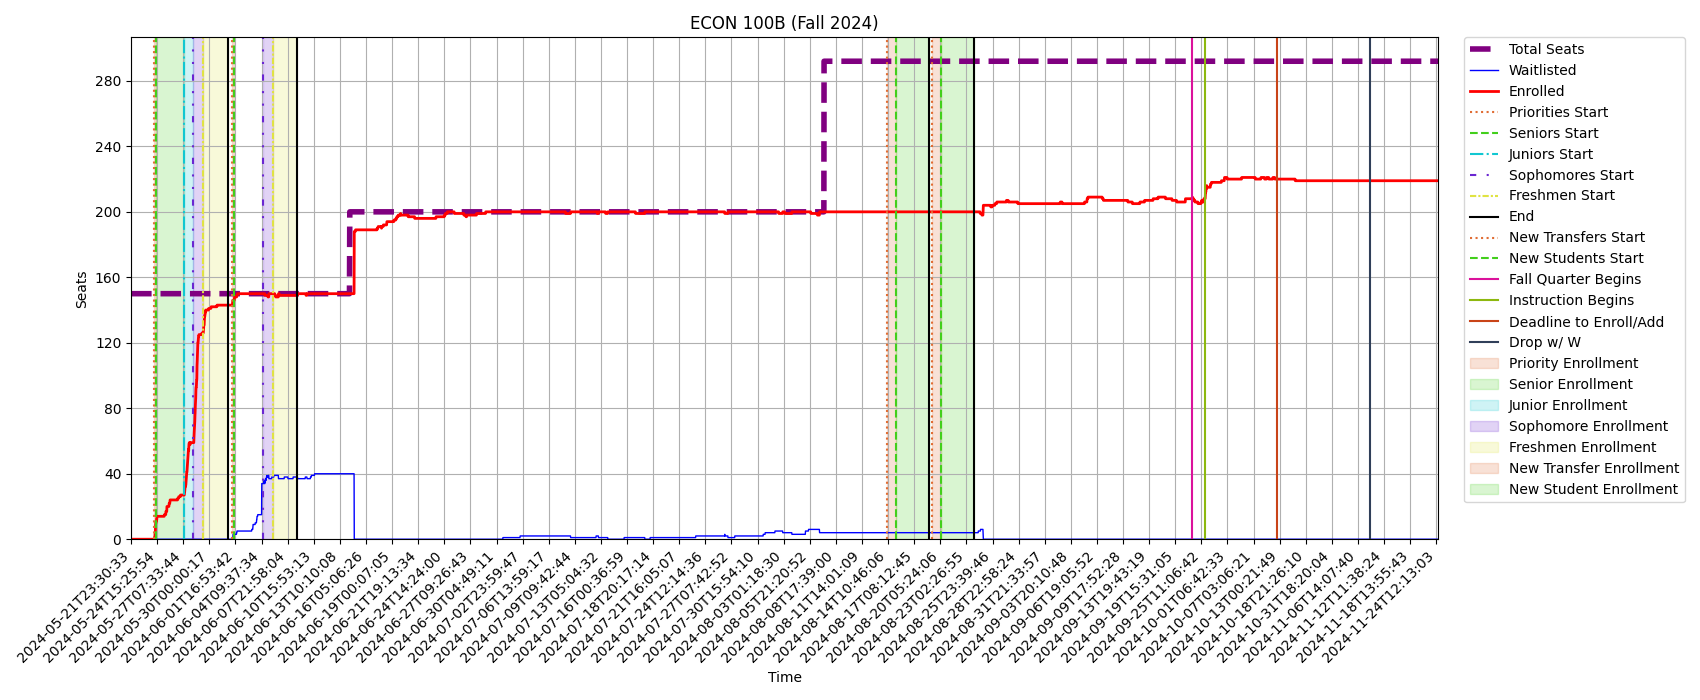 ECON 100B (Fall 2024)
Seats
280
240
200
160
120
80
40
0
2024-05-21T23:30:33
2024-05-24T15:25:54
2024-05-27T07:33:44
2024-05-30T00:00:17
2024-06-01T16:53:42
2024-06-04T09:37:34
2024-06-07T21:58:04
2024-06-10T15:53:13
2024-06-13T10:10:08
2024-06-16T05:06:26
2024-06-19T00:07:05
2024-06-21T19:13:34
2024-06-24T14:24:00
2024-06-27T09:26:43
2024-06-30T04:49:11
2024-07-02T23:59:47
2024-07-06T13:59:17
2024-07-09T09:42:44
2024-07-13T05:04:32
2024-07-16T00:36:59
2024-07-18T20:17:14
2024-07-21T16:05:07
2024-07-24T12:14:36
2024-07-27T07:42:52
2024-07-30T15:54:10
2024-08-03T01:18:30
2024-08-05T21:20:52
2024-08-08T17:39:00
2024-08-11T14:01:09
2024-08-14T10:46:06
2024-08-17T08:12:45
2024-08-20T05:24:06
2024-08-23T02:26:55
2024-08-25T23:39:46
2024-08-28T22:58:24
2024-08-31T21:33:57
2024-09-03T20:10:48
2024-09-06T19:05:52
2024-09-09T17:52:28
2024-09-13T19:43:19
2024-09-19T15:31:05
2024-09-25T11:06:42
2024-10-01T06:42:33
2024-10-07T03:06:21
2024-10-13T00:21:49
2024-10-18T21:26:10
2024-10-31T18:20:04
2024-11-06T14:07:40
2024-11-12T11:38:24
2024-11-18T13:55:43
2024-11-24T12:13:03
Time
Total Seats
Waitlisted
Enrolled
Priorities Start
Seniors Start
Juniors Start
Sophomores Start
Freshmen Start
End
New Transfers Start
New Students Start
Fall Quarter Begins
Instruction Begins
Deadline to Enroll/Add
Drop w/ W
Priority Enrollment
Senior Enrollment
Junior Enrollment
Sophomore Enrollment
Freshmen Enrollment
New Transfer Enrollment
New Student Enrollment